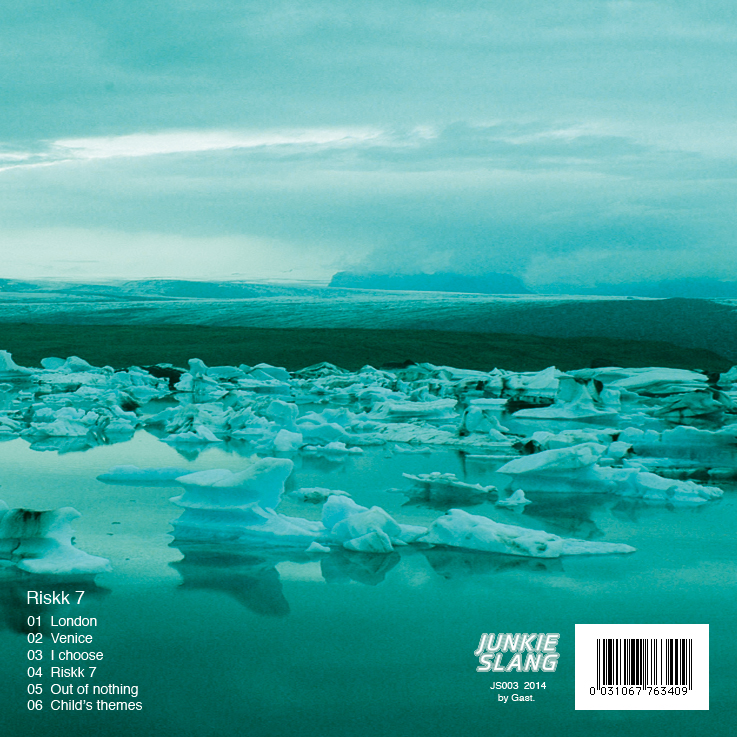 Riskk 7
01 London
02 Venice
03 I choose
04 Riskk 7
05 Out of nothing
06 Child's themes
JUNKIE
SLANG
JS003 2014
by Gast.
0 031067 763409